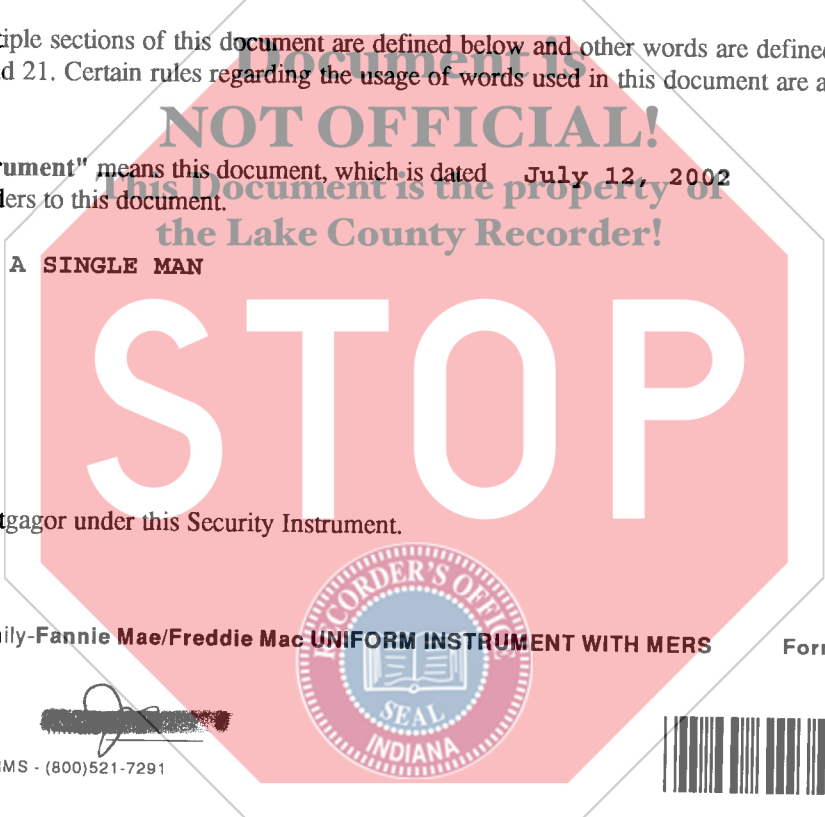 tiple sections of this document are defined below and other words are define
d 21. Certain rules regarding the usage of words used in this document are a
Document is
NOT OFFICIAL!
This Document is the property of
the Lake County Recorder!
rument" means this document, which is dated July 12, 2002
lers to this document.
A SINGLE MAN
STOP
tgagor under this Security Instrument.
RECORDER'S OFFICE
SEAL
INDIANA
ily-Fannie Mae/Freddie Mac UNIFORM INSTRUMENT WITH MERS Forr
MS - (800)521-7291